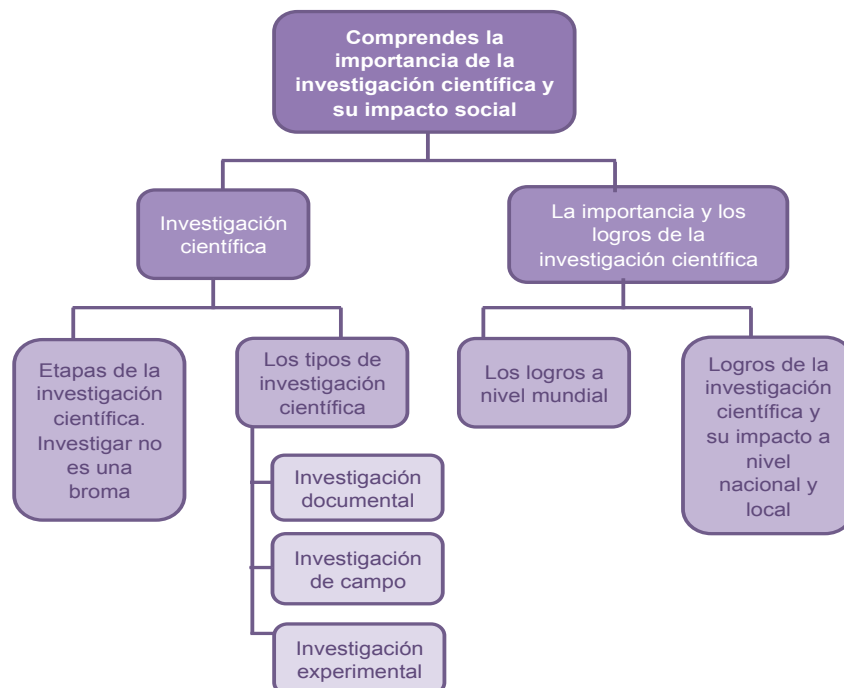 Comprendes la
importancia de la
investigación científica y
su impacto social
Investigación
científica
La importancia y los
logros de la
investigación científica
Etapas de la
investigación
científica.
Investigar no
es una
broma
Los tipos de
investigación
científica
Los logros a
nivel mundial
Logros de la
investigación
científica y
su impacto a
nivel
nacional y
local
Investigación
documental
Investigación
de campo
Investigación
experimental